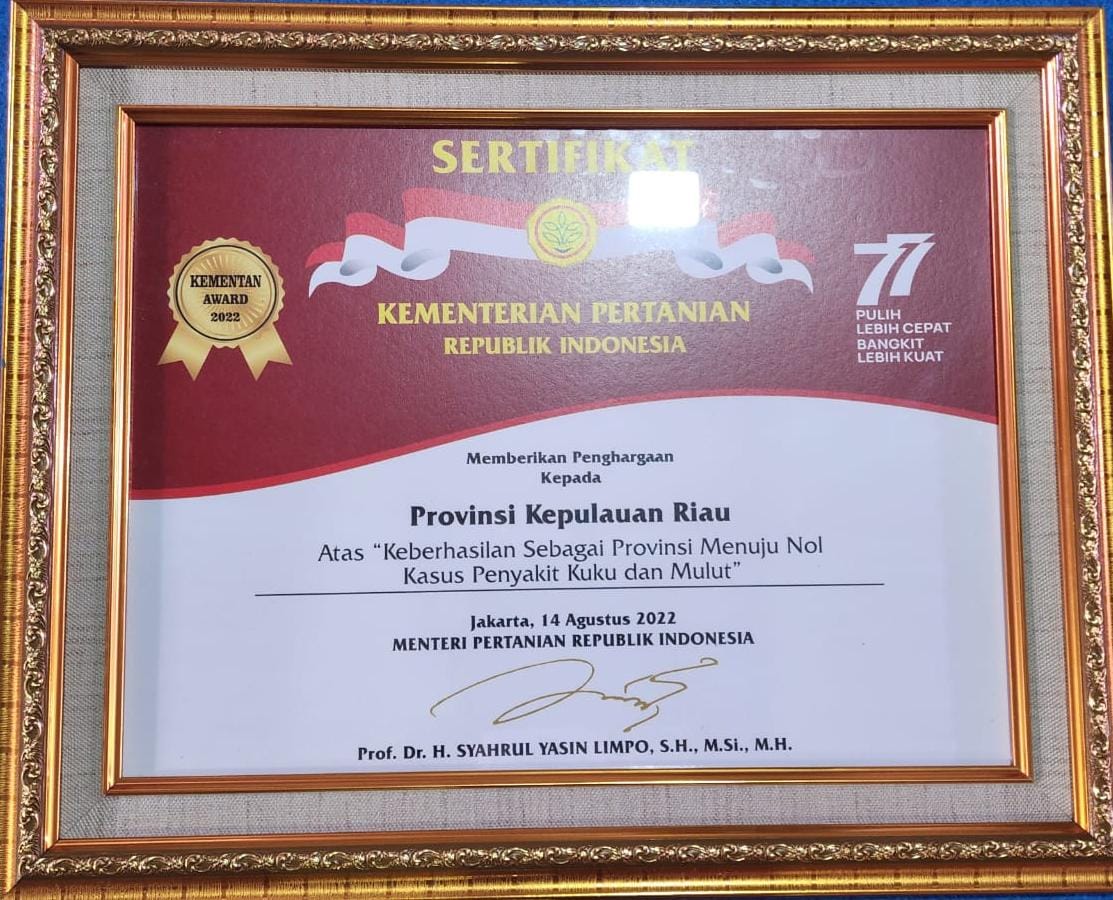 SERTIFIKAT
KEMENTAN
AWARD
2022
KEMENTERIAN PERTANIAN
REPUBLIK INDONESIA
77
PULIH
LEBIH CEPAT
BANGKIT
LEBIH KUAT
Memberikan Penghargaan
Kepada
Provinsi Kepulauan Riau
Atas “Keberhasilan Sebagai Provinsi Menuju Nol
Kasus Penyakit Kuku dan Mulut”
Jakarta, 14 Agustus 2022
MENTERI PERTANIAN REPUBLIK INDONESIA
Prof. Dr. H. SYAHRUL YASIN LIMPO, S.H., M.Si., M.H.